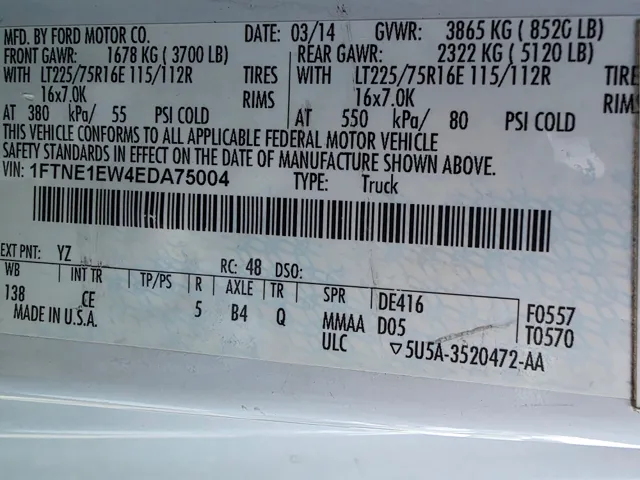 MFD. BY FORD MOTOR CO. DATE: 03/14 GVWR: 3865 KG ( 8520 LB)
FRONT GAWR: 1678 KG ( 3700 LB) REAR GAWR: 2322 KG ( 5120 LB)
WITH LT225/75R16E 115/112R TIRES WITH LT225/75R16E 115/112R TIRE
16x7.0K RIMS 16x7.0K RIMS
AT 380 kPa/ 55 PSI COLD AT 550 kPa/ 80 PSI COLD
THIS VEHICLE CONFORMS TO ALL APPLICABLE FEDERAL MOTOR VEHICLE
SAFETY STANDARDS IN EFFECT ON THE DATE OF MANUFACTURE SHOWN ABOVE.
VIN: 1FTNE1EW4EDA75004 TYPE: Truck
EXT PNT: YZ RC: 48 DSO:
WB INT TR TP/PS R AXLE TR SPR DE416 F0557
138 CE 5 B4 Q MMAA D05 T0570
MADE IN U.S.A. ULC ▽5U5A-3520472-AA